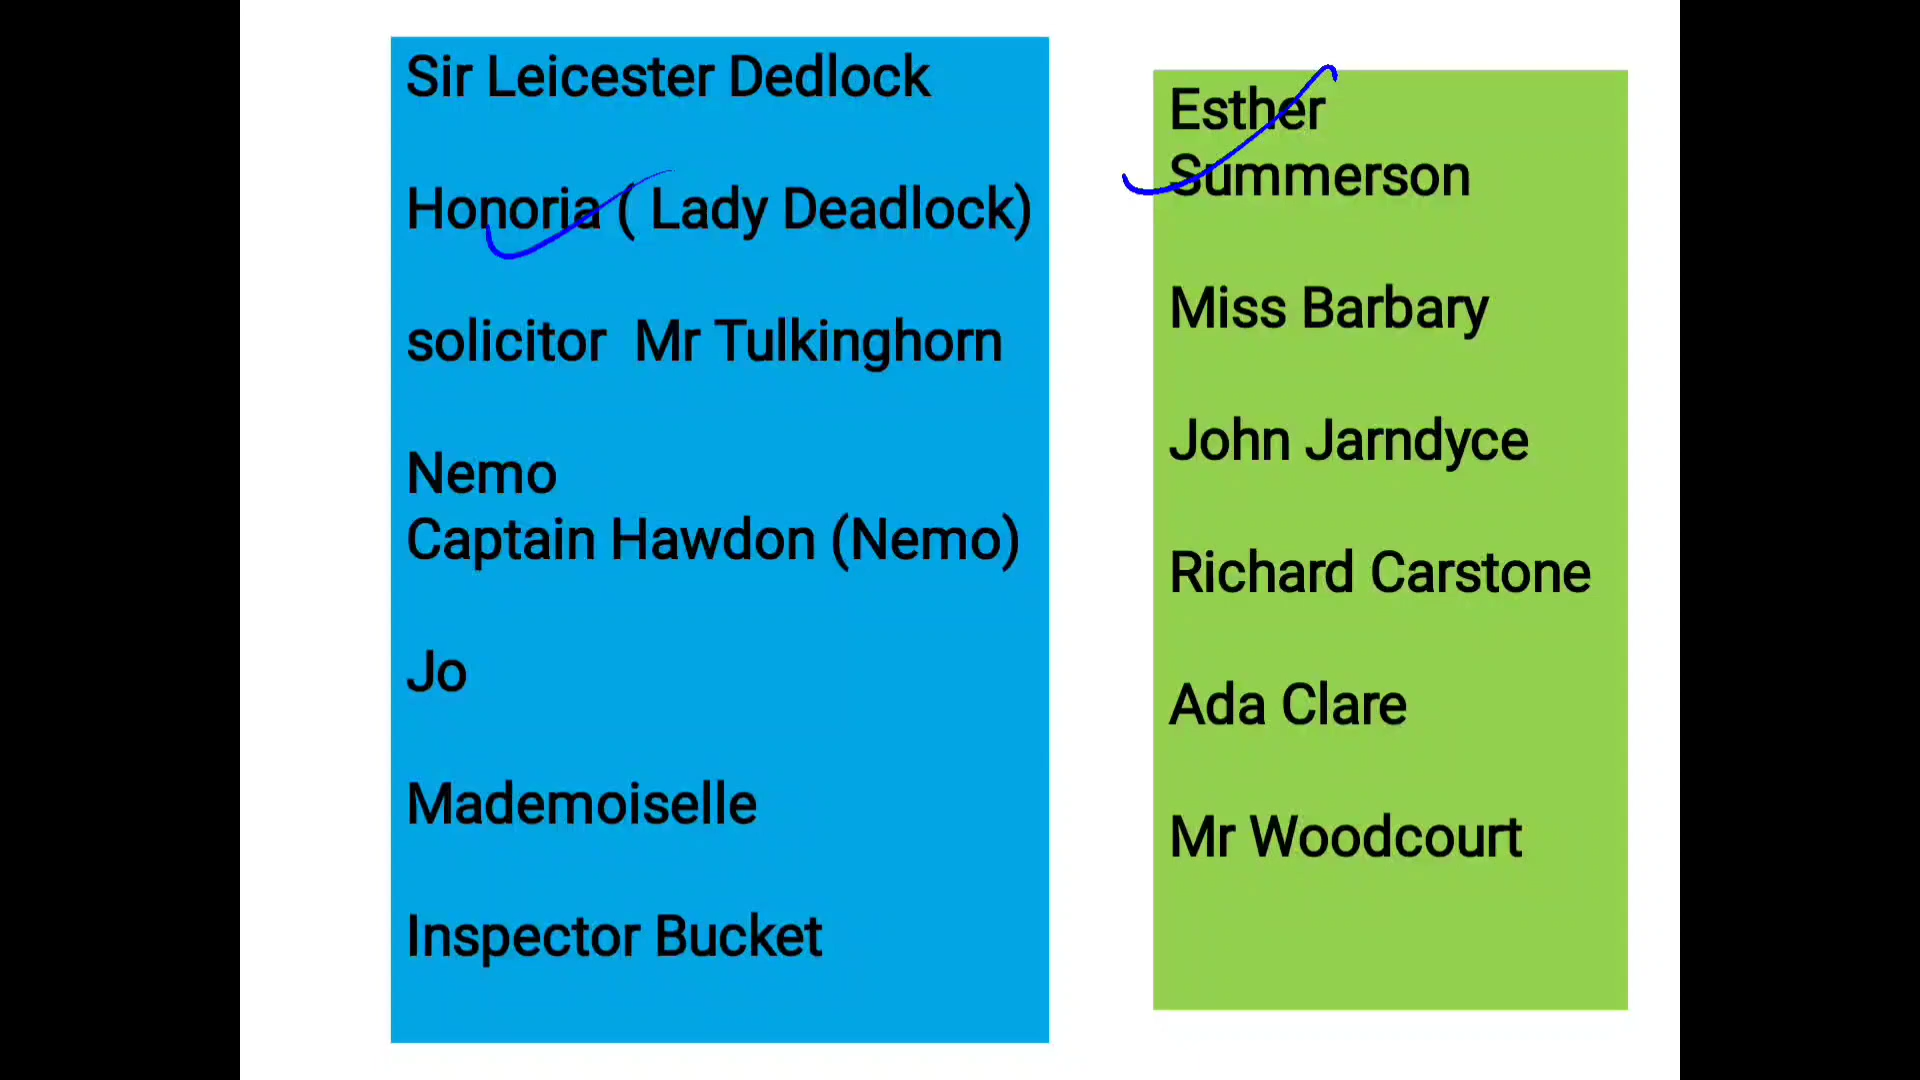 Sir Leicester Dedlock
Honoria ( Lady Deadlock)
solicitor  Mr Tulkinghorn
Nemo
Captain Hawdon (Nemo)
Jo
Mademoiselle
Inspector Bucket
Esther
Summerson
Miss Barbary
John Jarndyce
Richard Carstone
Ada Clare
Mr Woodcourt